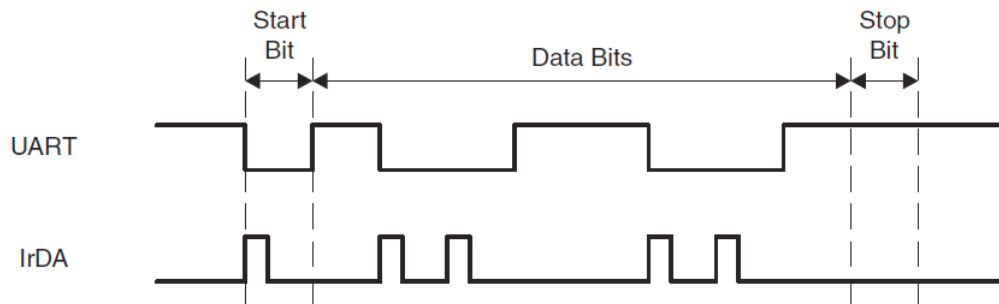 Start
Bit
Data Bits
Stop
Bit
UART
IrDA